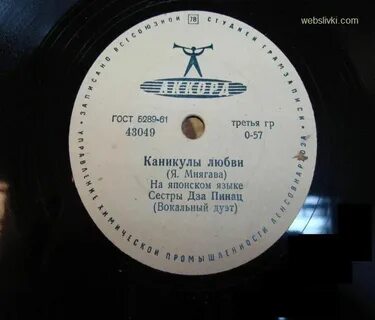 webslivki.com
ЗАПИСАНО ВСЕСОЮЗНОЙ 78 СТУДИЕЙ ГРАМЗАПИСИ
АККОРД
ГОСТ 5289-61
43049
третья гр
0-57
Каникулы любви
(Я. Миягава)
На японском языке
Сестры Дза Пинац
(Вокальный дуэт)
УПРАВЛЕНИЕ ХИМИЧЕСКОЙ ПРОМЫШЛЕННОСТИ ЛЕНСОВНАРХОЗА